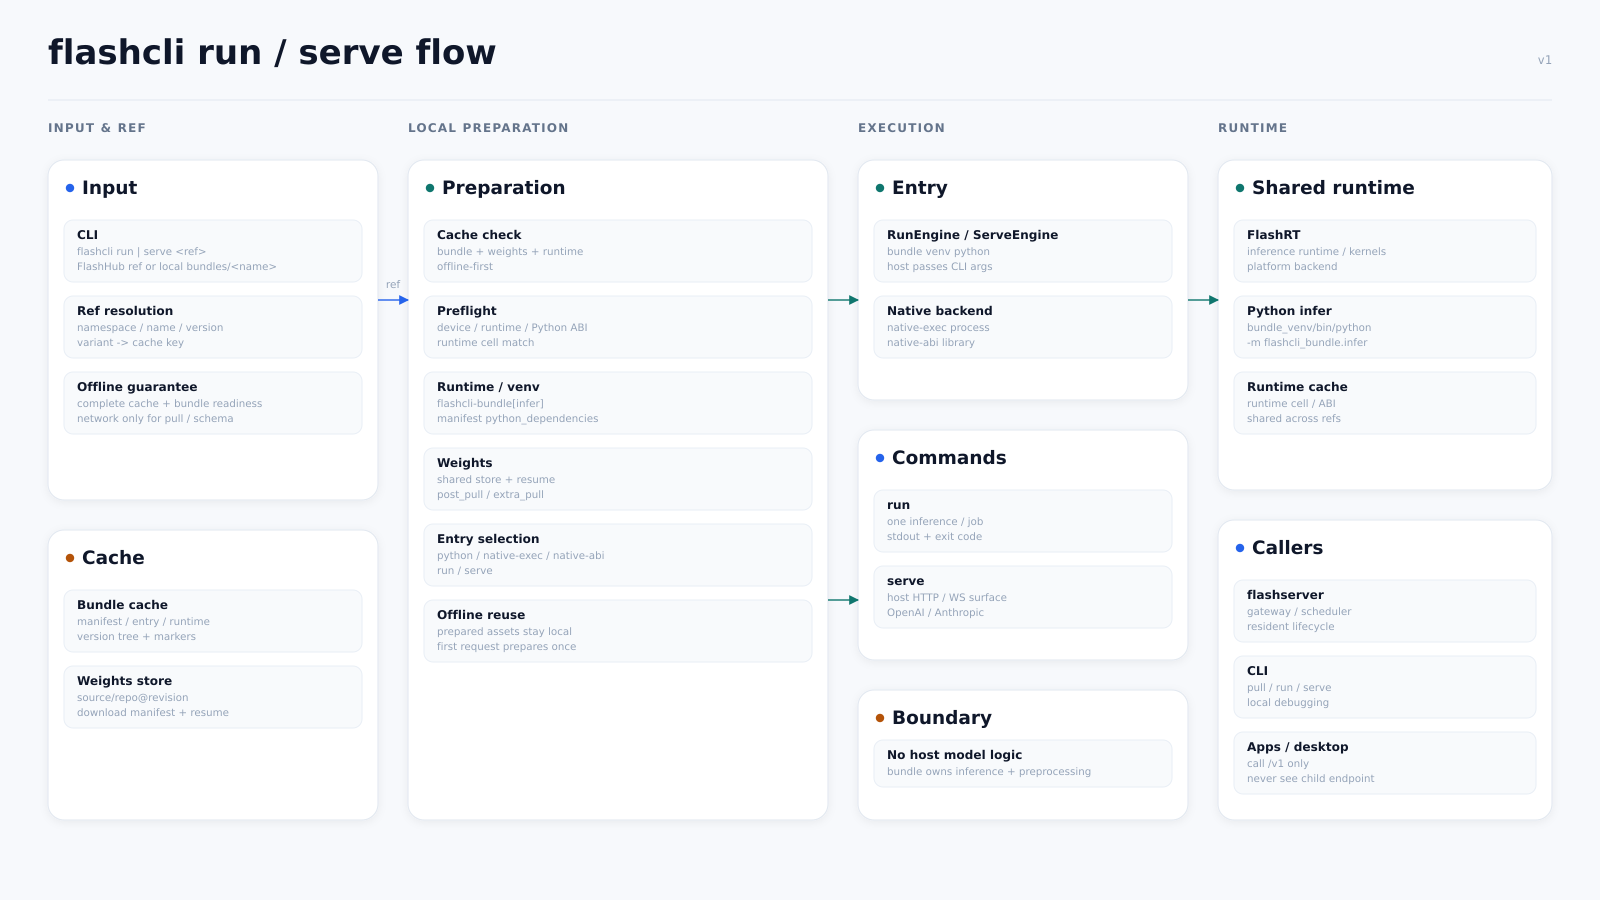 flashcli run / serve flow
v1
INPUT & REF
LOCAL PREPARATION
EXECUTION
RUNTIME
Input
CLI
flashcli run | serve <ref>
FlashHub ref or local bundles/<name>
Ref resolution
namespace / name / version
variant -> cache key
Offline guarantee
complete cache + bundle readiness
network only for pull / schema
Cache
Bundle cache
manifest / entry / runtime
version tree + markers
Weights store
source/repo@revision
download manifest + resume
ref
Preparation
Cache check
bundle + weights + runtime
offline-first
Preflight
device / runtime / Python ABI
runtime cell match
Runtime / venv
flashcli-bundle[infer]
manifest python_dependencies
Weights
shared store + resume
post_pull / extra_pull
Entry selection
python / native-exec / native-abi
run / serve
Offline reuse
prepared assets stay local
first request prepares once
Entry
RunEngine / ServeEngine
bundle venv python
host passes CLI args
Native backend
native-exec process
native-abi library
Commands
run
one inference / job
stdout + exit code
serve
host HTTP / WS surface
OpenAI / Anthropic
Boundary
No host model logic
bundle owns inference + preprocessing
Shared runtime
FlashRT
inference runtime / kernels
platform backend
Python infer
bundle_venv/bin/python
-m flashcli_bundle.infer
Runtime cache
runtime cell / ABI
shared across refs
Callers
flashserver
gateway / scheduler
resident lifecycle
CLI
pull / run / serve
local debugging
Apps / desktop
call /v1 only
never see child endpoint